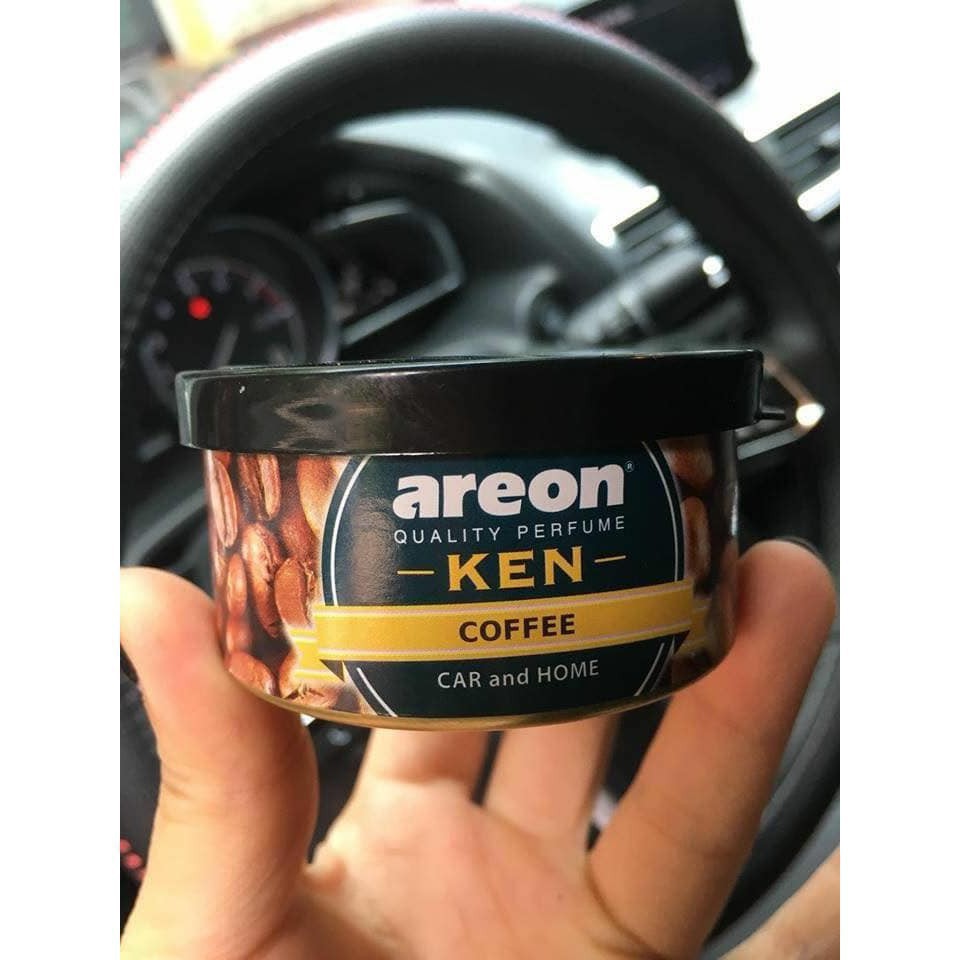 areon®
QUALITY PERFUME
KEN
COFFEE
CAR and HOME